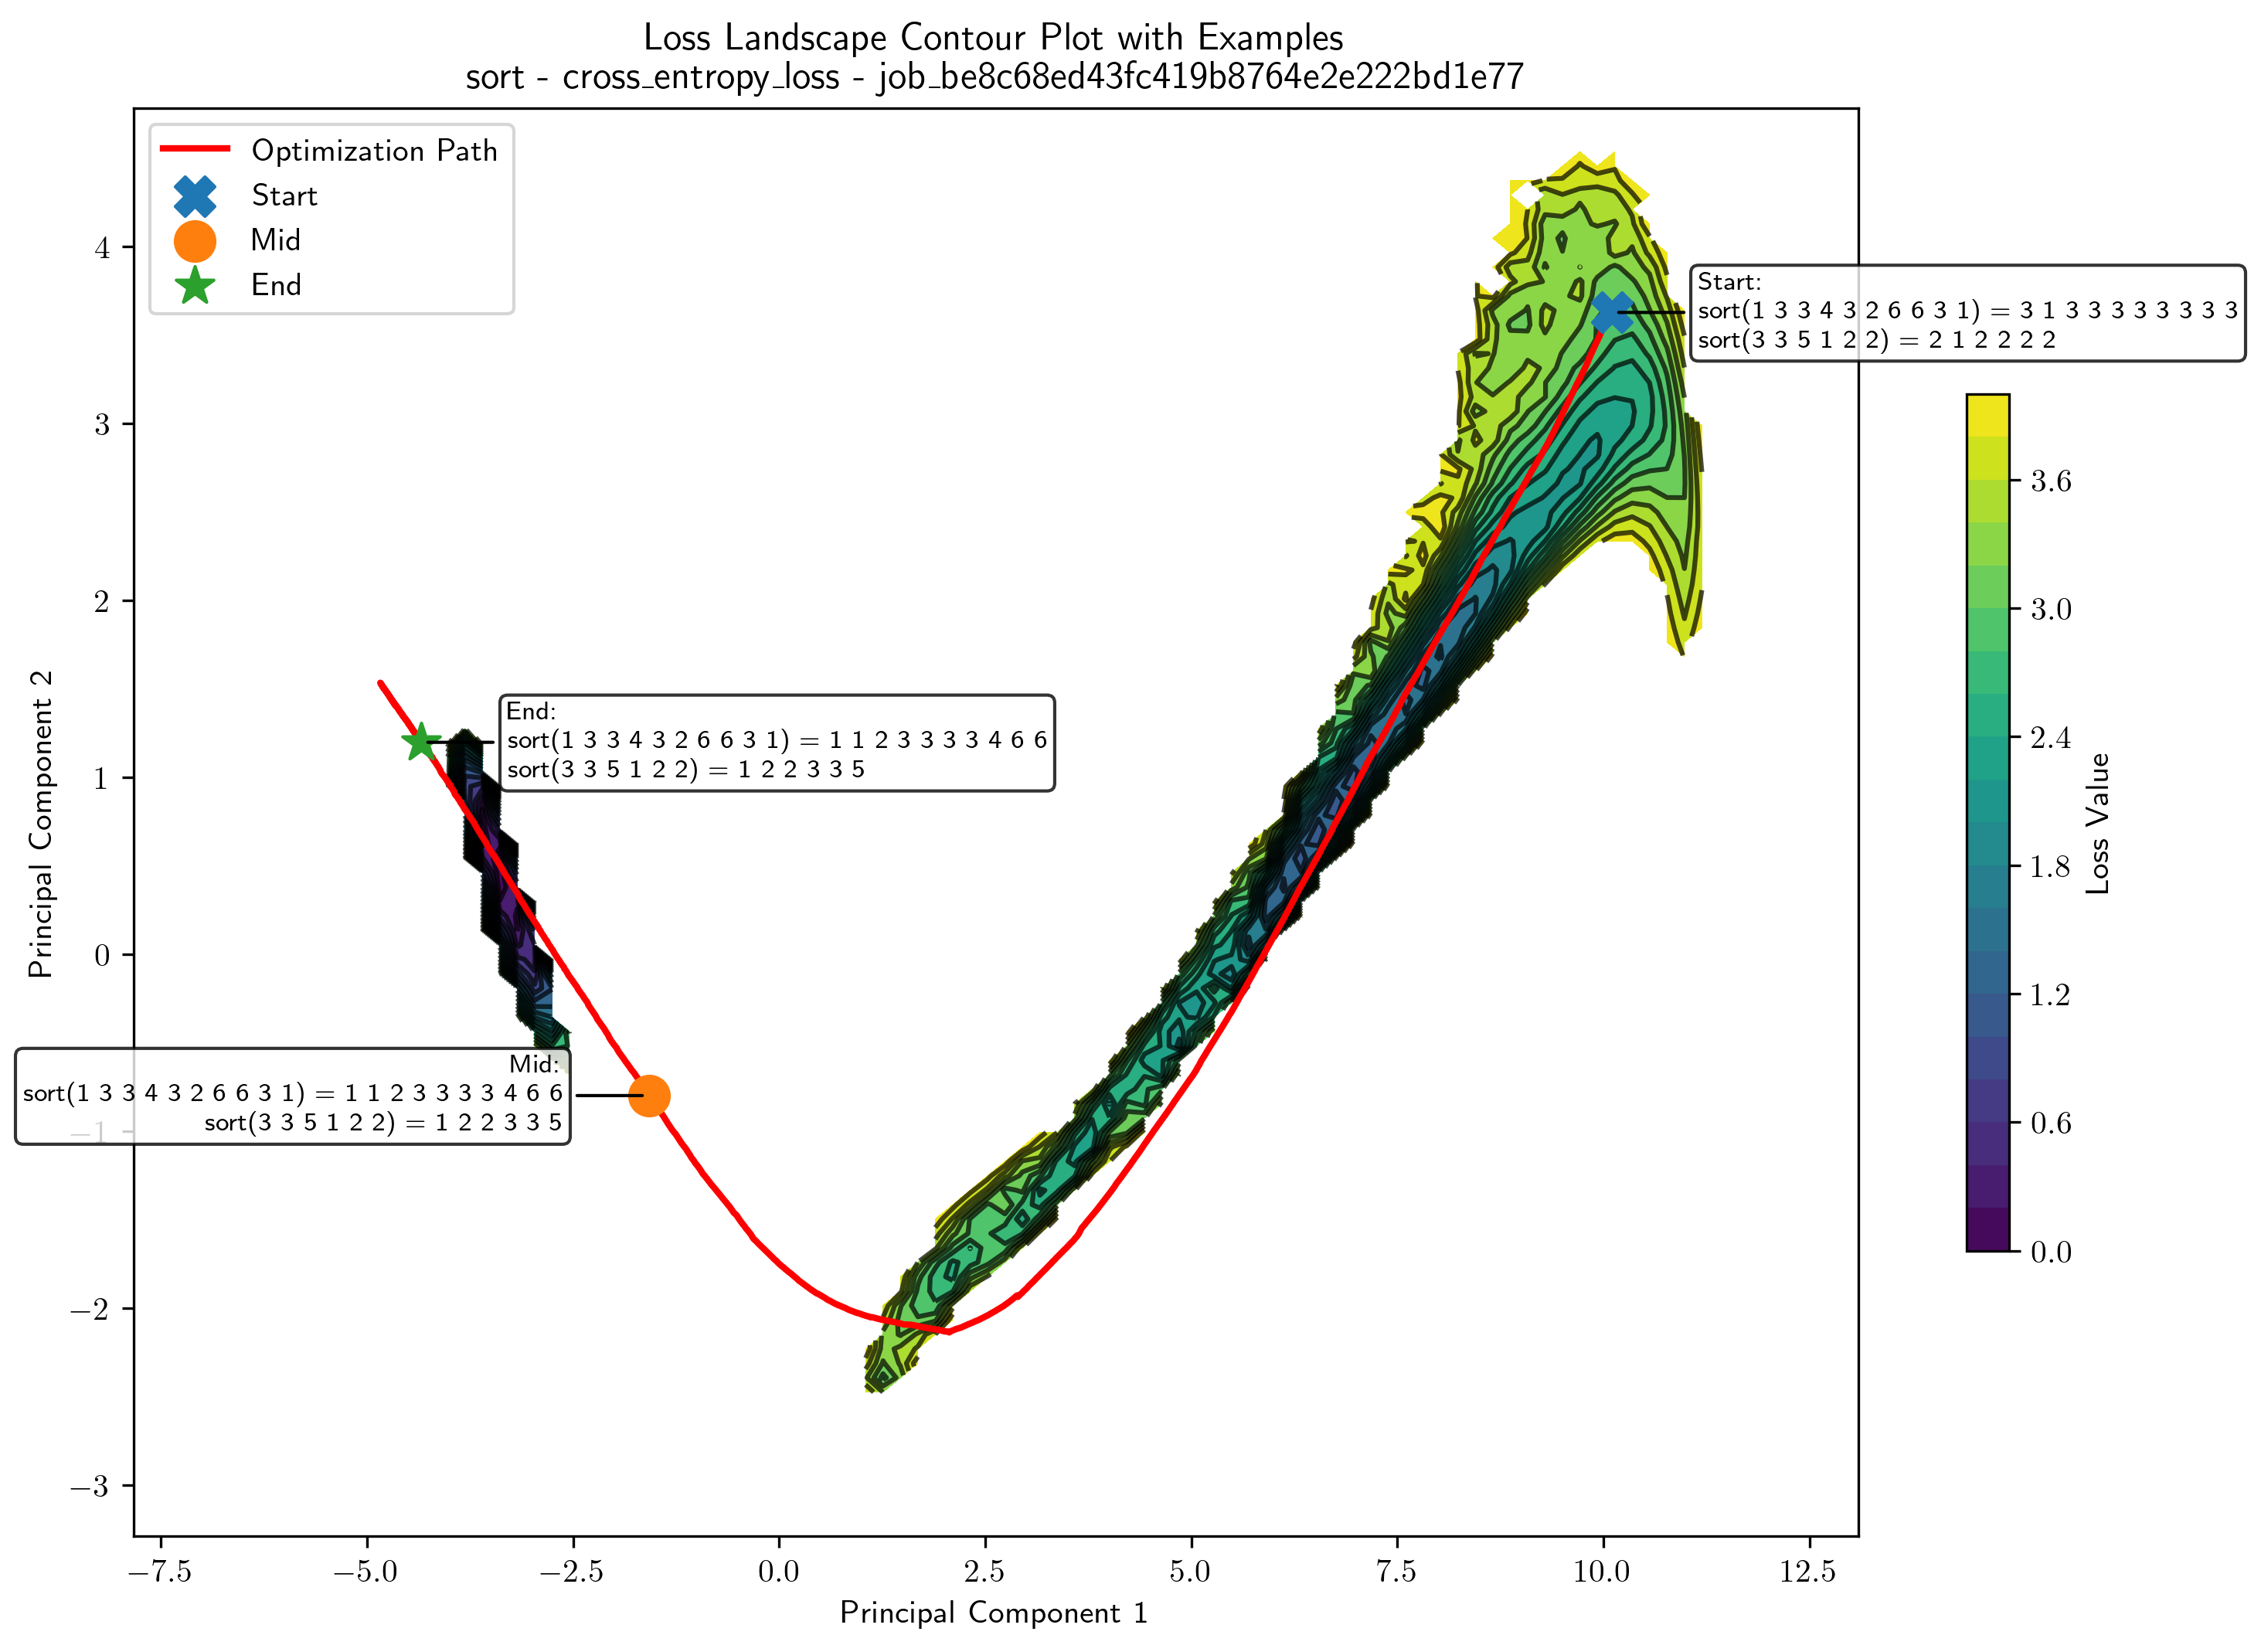 Loss Landscape Contour Plot with Examples
sort - cross_entropy_loss - job_be8c68ed43fc419b8764e2e222bd1e77
Optimization Path
Start
Mid
End
Start:
sort(1 3 3 4 3 2 6 6 3 1) = 3 1 3 3 3 3 3 3 3 3
sort(3 3 5 1 2 2) = 2 1 2 2 2 2
End:
sort(1 3 3 4 3 2 6 6 3 1) = 1 1 2 3 3 3 3 4 6 6
sort(3 3 5 1 2 2) = 1 2 2 3 3 5
Mid:
sort(1 3 3 4 3 2 6 6 3 1) = 1 1 2 3 3 3 3 4 6 6
sort(3 3 5 1 2 2) = 1 2 2 3 3 5
4
3
2
1
0
−1
−2
−3
Principal Component 2
−7.5
−5.0
−2.5
0.0
2.5
5.0
7.5
10.0
12.5
Principal Component 1
3.6
3.0
2.4
1.8
1.2
0.6
0.0
Loss Value